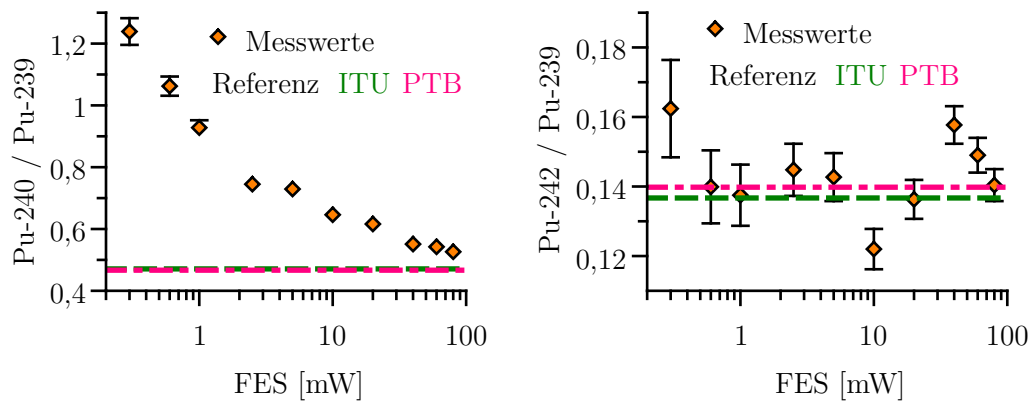 Pu-240 / Pu-239
1,2
1
0,8
0,6
0,4
Messwerte
Referenz ITU PTB
1 10 100
FES [mW]
Pu-242 / Pu-239
0,18
0,16
0,14
0,12
Messwerte
Referenz ITU PTB
1 10 100
FES [mW]